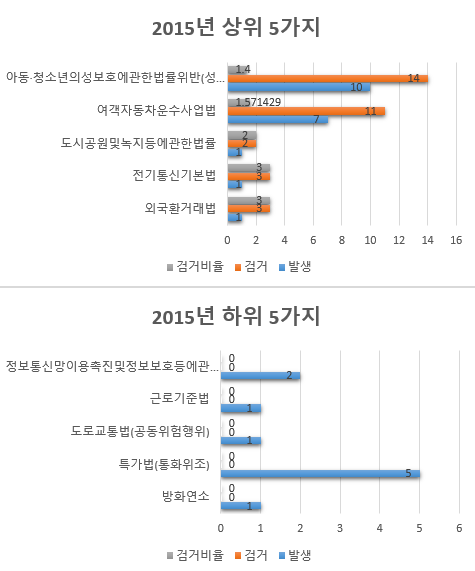 2015년 상위 5가지
아동·청소년의성보호에관한법률위반(성...
1.4
14
10
여객자동차운수사업법
1.571429
11
7
도시공원및녹지등에관한법률
2
2
1
전기통신기본법
3
3
1
외국환거래법
3
3
1
0 2 4 6 8 10 12 14 16
검거비율 검거 발생
2015년 하위 5가지
정보통신망이용촉진및정보보호등에관...
0
0
2
근로기준법
0
0
1
도로교통법(공동위험행위)
0
0
1
특가법(통화위조)
0
0
5
방화연소
0
0
1
0 1 2 3 4 5 6
검거비율 검거 발생